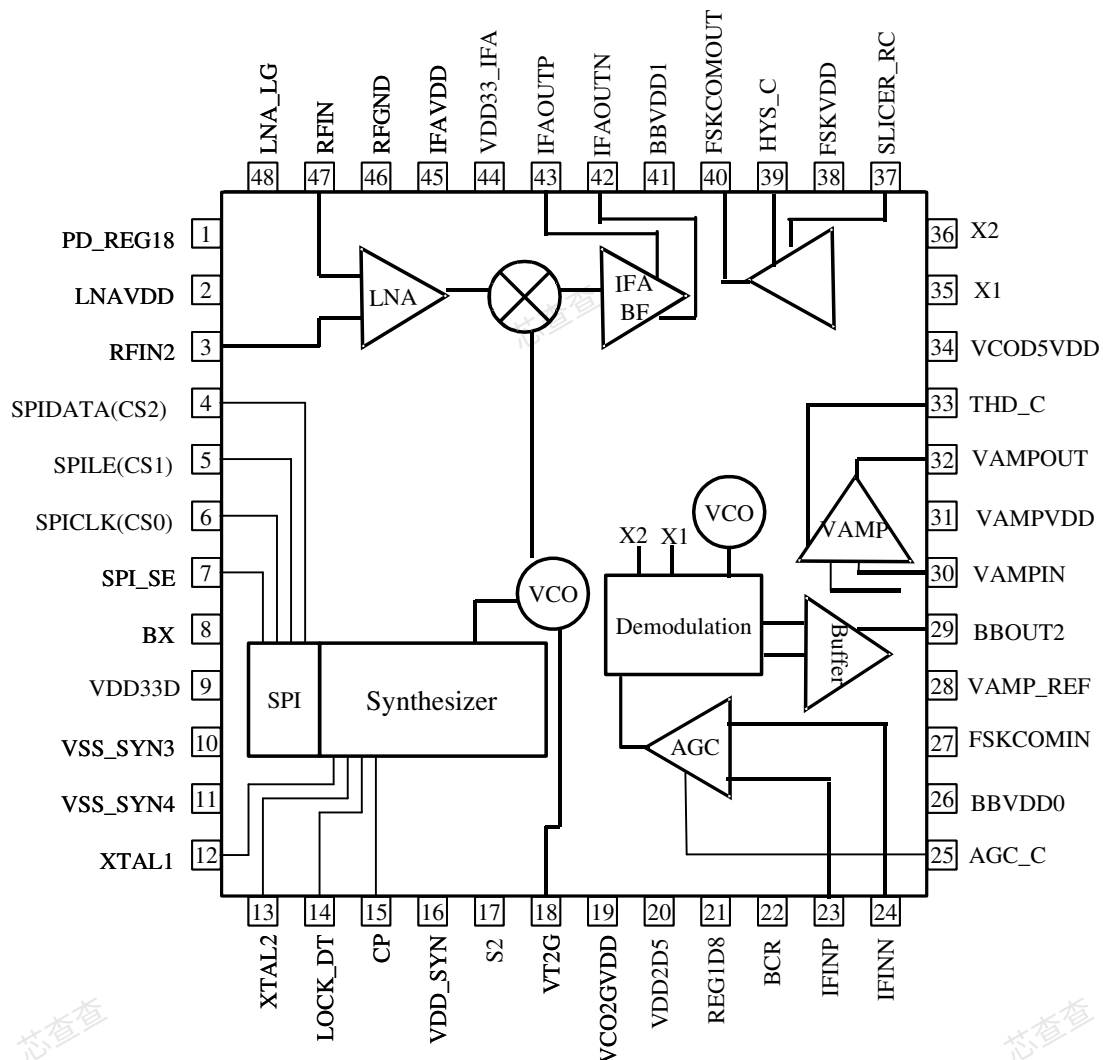 LNA_LG
RFIN
RFGND
IFAVDD
VDD33_IFA
IFAOUTP
IFAOUTN
BBVDD1
FSKCOMOUT
HYS_C
FSKVDD
SLICER_RC
48
47
46
45
44
43
42
41
40
39
38
37
PD_REG18
1
LNAVDD
2
RFIN2
3
SPIDATA(CS2)
4
SPILE(CS1)
5
SPICLK(CS0)
6
SPI_SE
7
BX
8
VDD33D
9
VSS_SYN3
10
VSS_SYN4
11
XTAL1
12
LNA
IFA
BF
芯查查
VCO
X2
X1
VCO
Demodulation
Buffer
VAMP
SPI
Synthesizer
AGC
36
X2
35
X1
34
VCOD5VDD
33
THD_C
32
VAMPOUT
31
VAMPVDD
30
VAMPIN
29
BBOUT2
28
VAMP_REF
27
FSKCOMIN
26
BBVDD0
25
AGC_C
13
14
15
16
17
18
19
20
21
22
23
24
XTAL2
LOCK_DT
CP
VDD_SYN
S2
VT2G
VCO2GVDD
VDD2D5
REG1D8
BCR
IFINP
IFINN
芯查查
芯查查